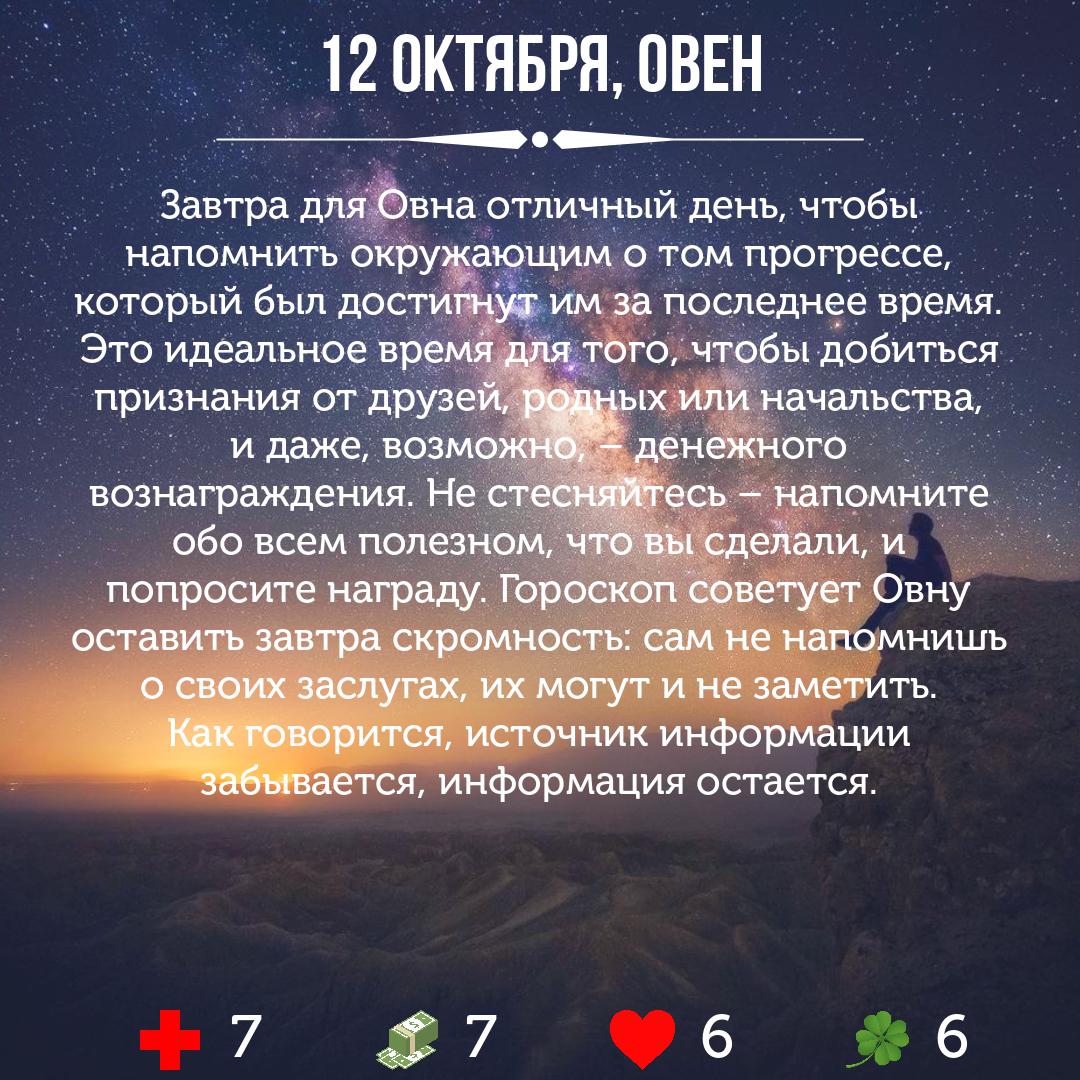 12 ОКТЯБРЯ, ОВЕН
Завтра для Овна отличный день, чтобы
напомнить окружающим о том прогрессе,
который был достигнут им за последнее время.
Это идеальное время для того, чтобы добиться
признания от друзей, родных или начальства,
и даже, возможно, – денежного
вознаграждения. Не стесняйтесь – напомните
обо всем полезном, что вы сделали, и
попросите награду. Гороскоп советует Овну
оставить завтра скромность: сам не напомнишь
о своих заслугах, их могут и не заметить.
Как говорится, источник информации
забывается, информация остается.
7 7 6 6